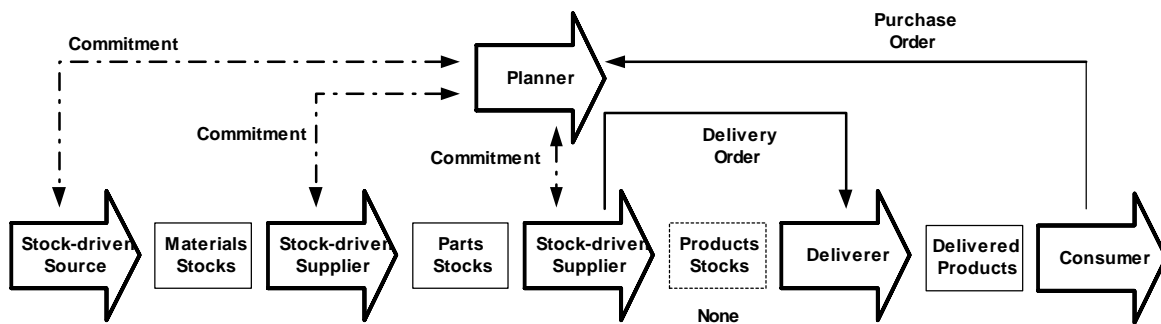 Purchase
Order
Commitment
Planner
Commitment
Delivery
Order
Commitment
Stock-driven
Source
Materials
Stocks
Stock-driven
Supplier
Parts
Stocks
Stock-driven
Supplier
Products
Stocks
Deliverer
Delivered
Products
Consumer
None